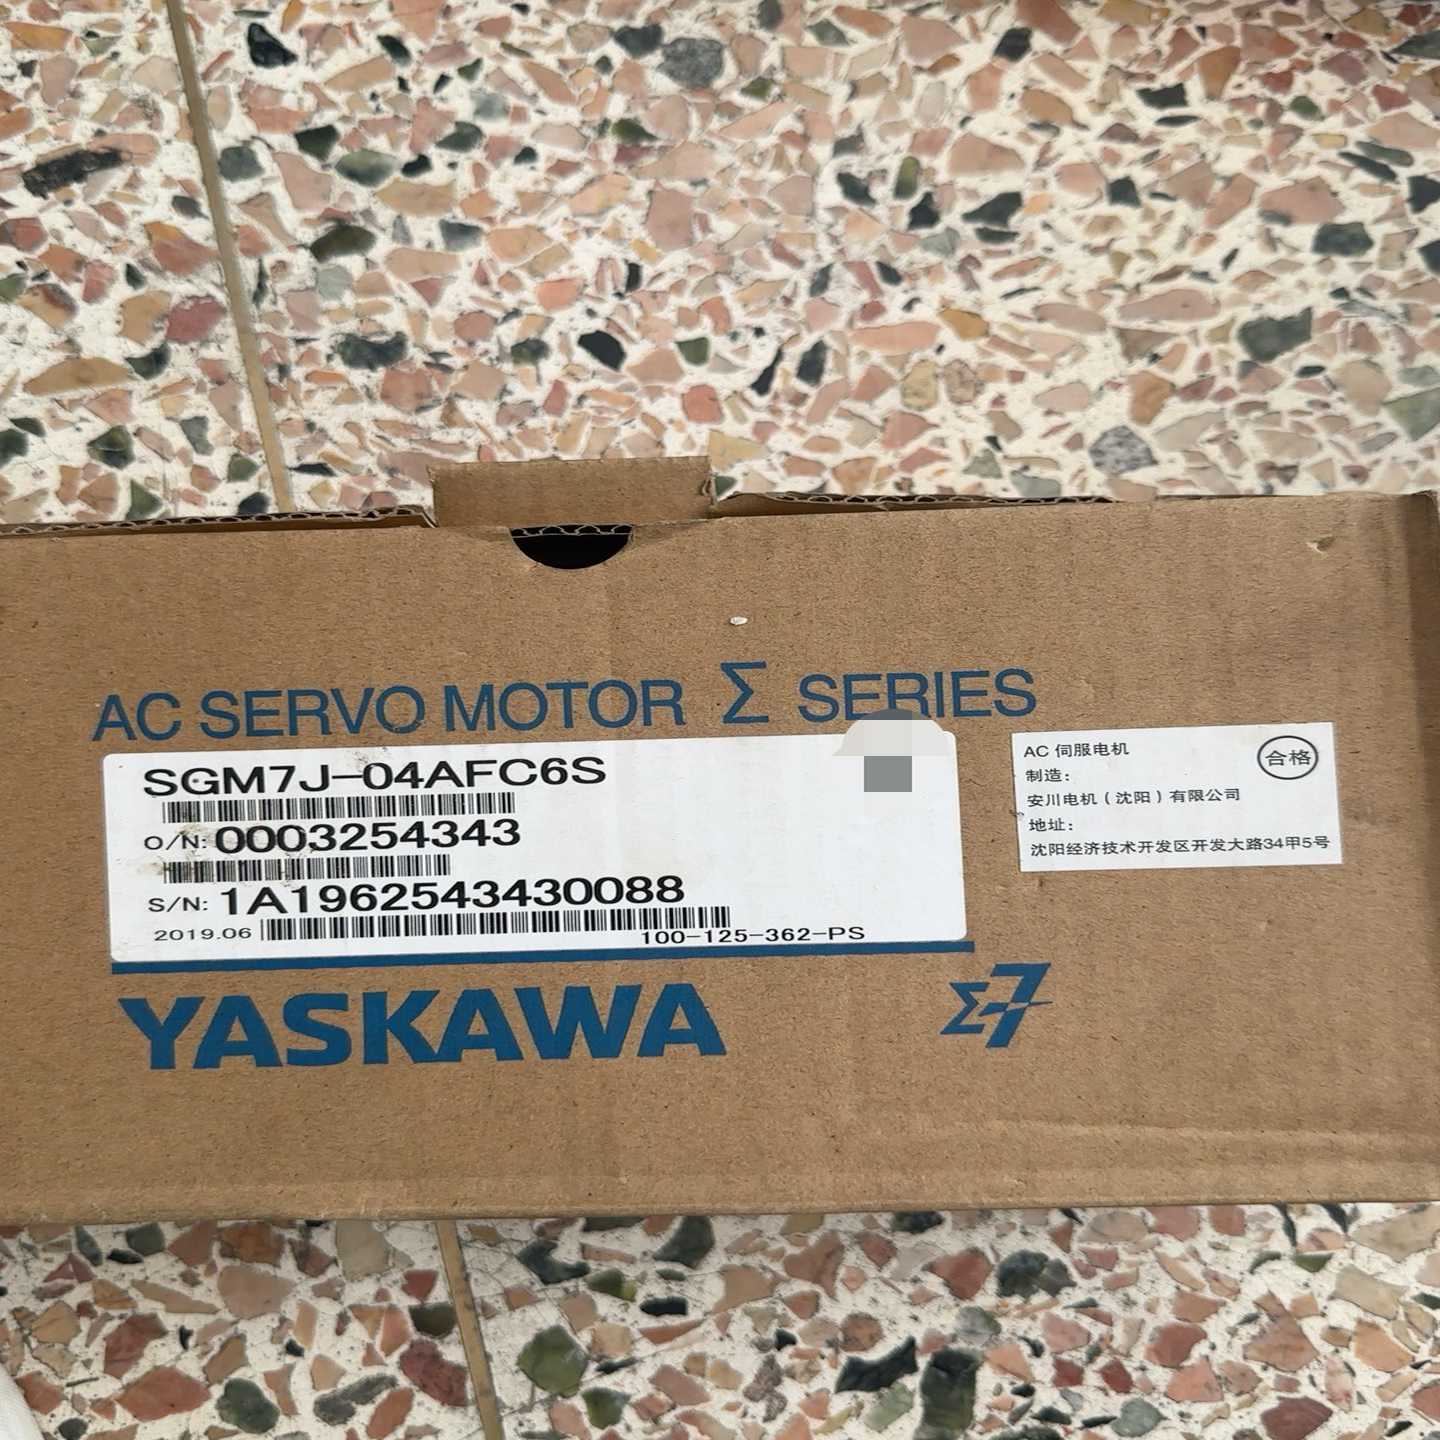 AC SERVO MOTOR Σ SERIES
SGM7J-04AFC6S
O/N: 0003254343
S/N: 1A1962543430088
2019.06
100-125-362-PS
AC 伺服电机
合格
制造：
安川电机（沈阳）有限公司
地址：
沈阳经济技术开发区开发大路34甲5号
YASKAWA
Σ-7